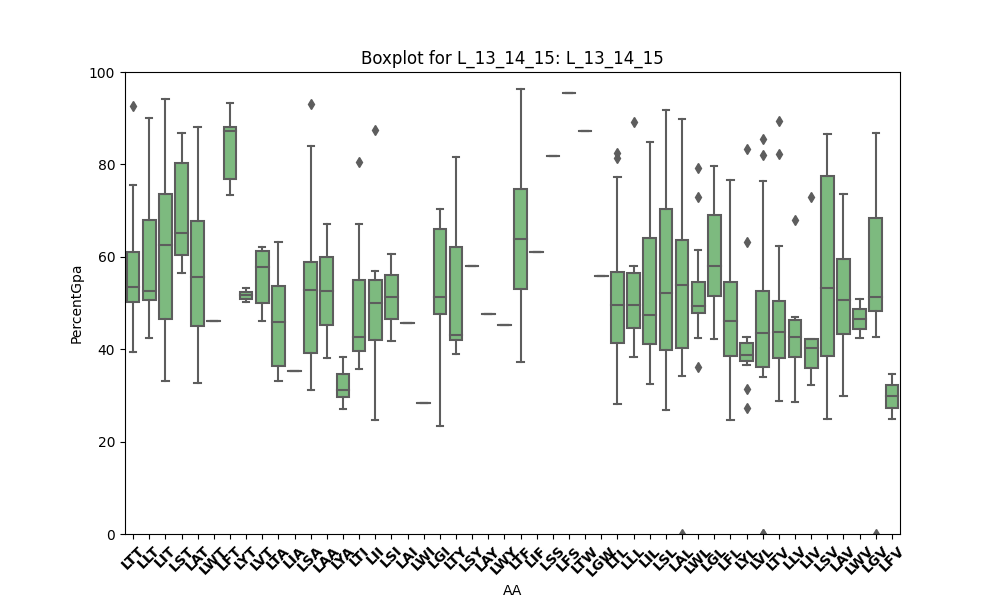 Boxplot for L_13_14_15: L_13_14_15
PercentGpa
100
80
60
40
20
0
LTT LLT LIT LST LAT LWT LFT LYT LVT LTA LIA LSA LAA LYA LTI LII LSI LAI LWI LGI LTY LSY LAY LWY LTF LIF LSS LFS LTW LGW LTL LLL LIL LSL LAL LWL LGL LFL LYL LVL LTV LLV LIV LSV LAV LWV LGV LFV
AA